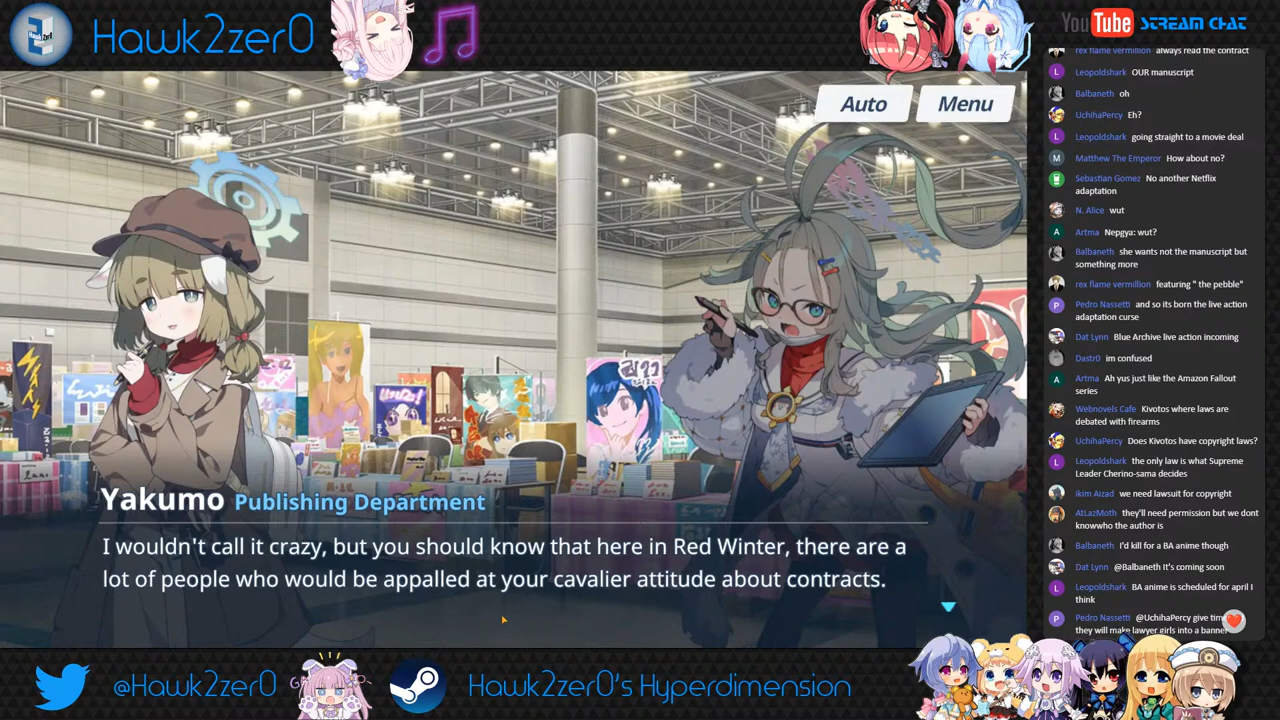 Hawk2zer0
YouTube STREAM CHAT
Auto
Menu
rex flame vermillion always read the contract
Leopoldshark OUR manuscript
Balbaneth oh
UchihaPercy Eh?
Leopoldshark going straight to a movie deal
Matthew The Emperor How about no?
Sebastian Gomez No another Netflix
adaptation
N. Alice wut
Artma Nepgya: wut?
Balbaneth she wants not the manuscript but
something more
rex flame vermillion featuring " the pebble"
Pedro Nassetti and so its born the live action
adaptation curse
Dat Lynn Blue Archive live action incoming
Dastr0 im confused
Artma Ah yus just like the Amazon Fallout
series
Webnovels Cafe Kivotos where laws are
debated with firearms
UchihaPercy Does Kivotos have copyright laws?
Leopoldshark the only law is what Supreme
Leader Cherino-sama decides
ikim Aizad we need lawsuit for copyright
AtLazMoth they'll need permission but we dont
knowwho the author is
Balbaneth I'd kill for a BA anime though
Dat Lynn @Balbaneth It's coming soon
Leopoldshark BA anime is scheduled for april I
think
Pedro Nassetti @UchihaPercy give
they will make lawyer girls into a banner
Yakumo Publishing Department
I wouldn't call it crazy, but you should know that here in Red Winter, there are a
lot of people who would be appalled at your cavalier attitude about contracts.
@Hawk2zer0
Hawk2zer0's Hyperdimension